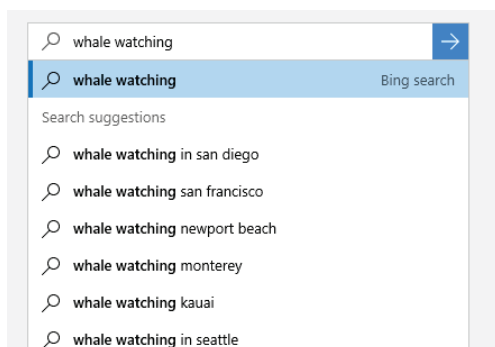 whale watching
whale watching Bing search
Search suggestions
whale watching in san diego
whale watching san francisco
whale watching newport beach
whale watching monterey
whale watching kauai
whale watching in seattle